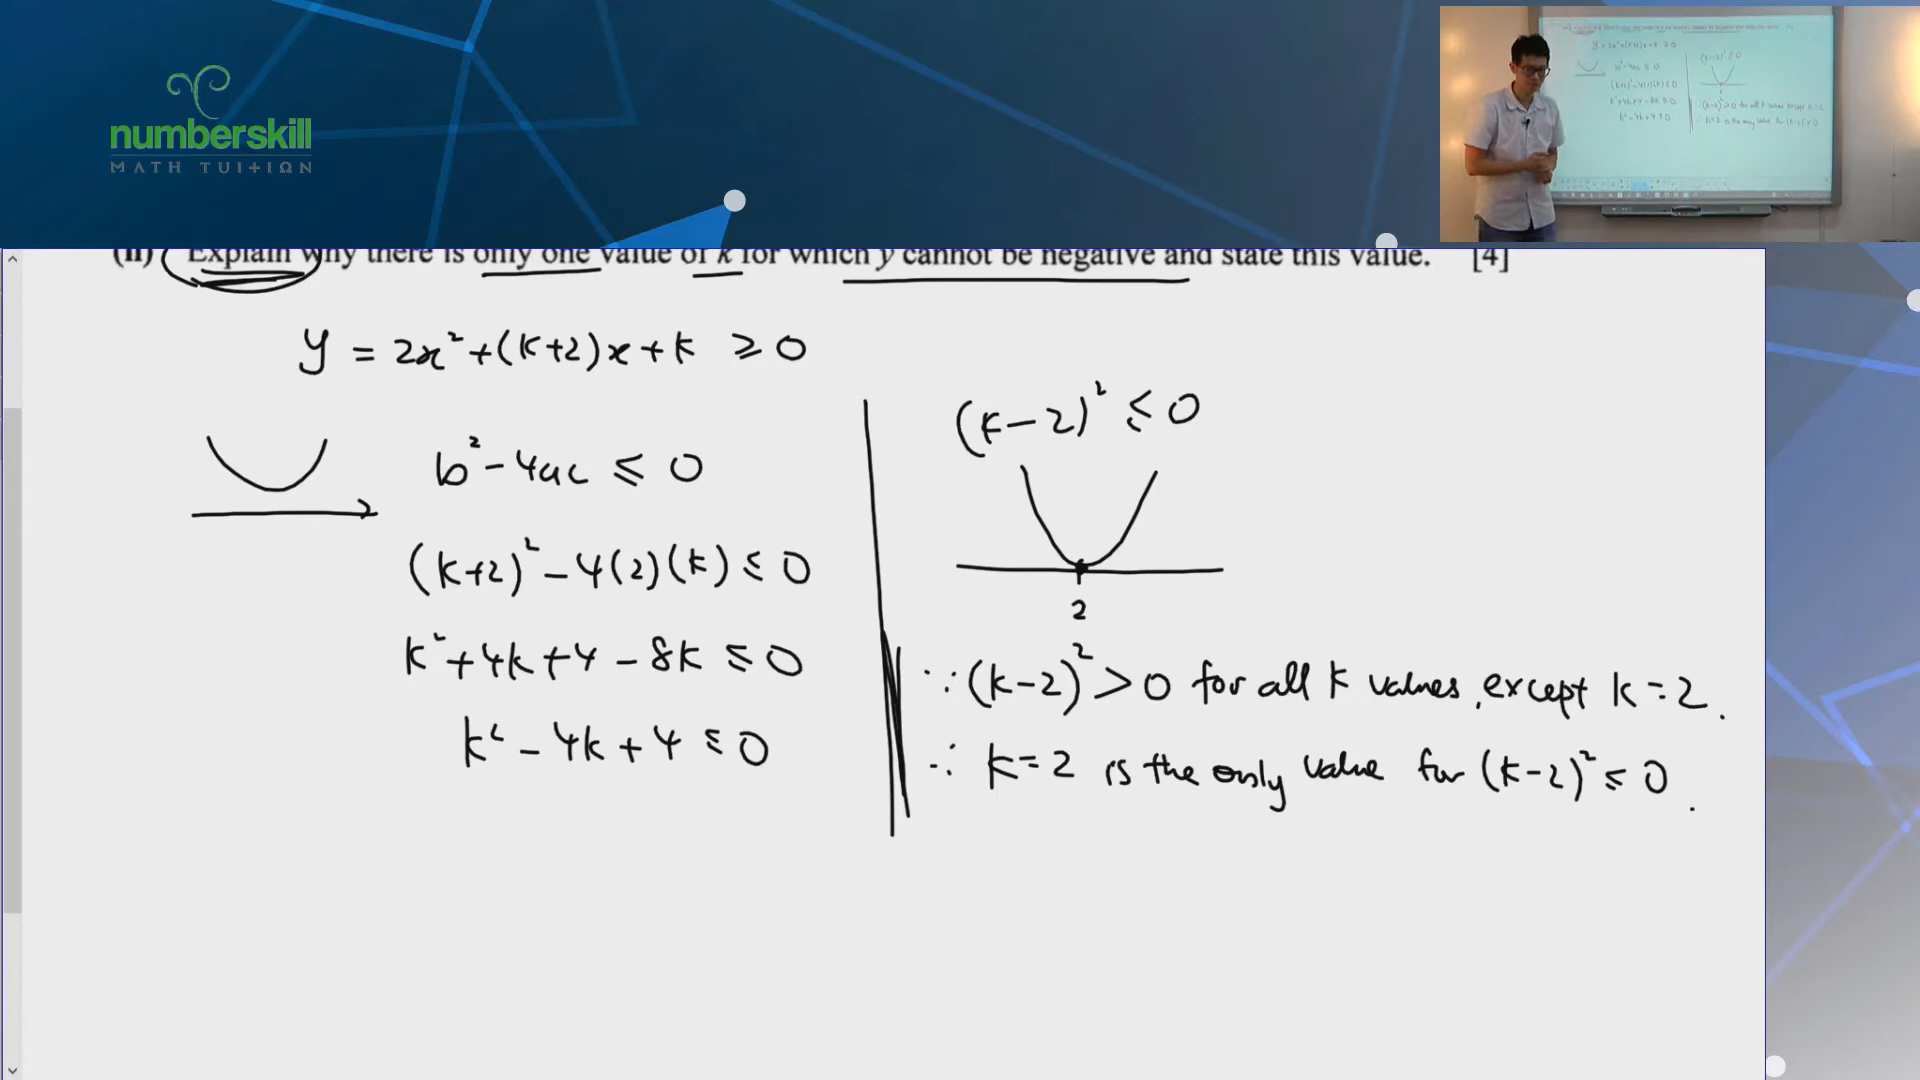 numberskill
MATH TUI+IΩN
(ii) Explain why there is only one value of k for which y cannot be negative and state this value. [4]
y = 2x² + (k+2)x + k ⩾ 0
b² - 4ac ⩽ 0
(k+2)² - 4(2)(k) ⩽ 0
k² + 4k + 4 - 8k ⩽ 0
k² - 4k + 4 ⩽ 0
(k-2)² ⩽ 0
2
∵ (k-2)² > 0 for all k values, except k = 2.
∴ k = 2 is the only value for (k-2)² ⩽ 0.